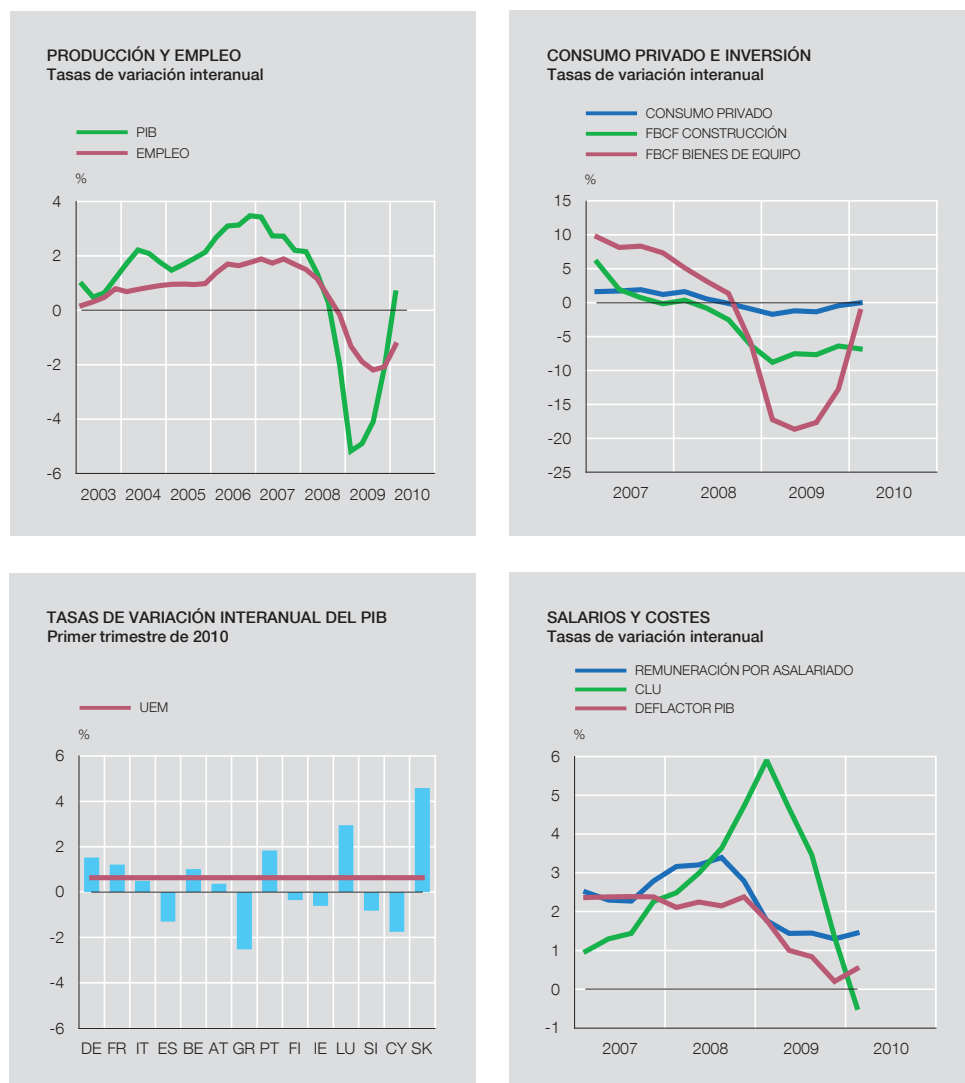 PRODUCCIÓN Y EMPLEO
Tasas de variación interanual
PIB
EMPLEO
%
4
2
0
-2
-4
-6
2003 2004 2005 2006 2007 2008 2009 2010
CONSUMO PRIVADO E INVERSIÓN
Tasas de variación interanual
CONSUMO PRIVADO
FBCF CONSTRUCCIÓN
FBCF BIENES DE EQUIPO
%
15
10
5
0
-5
-10
-15
-20
-25
2007 2008 2009 2010
TASAS DE VARIACIÓN INTERANUAL DEL PIB
Primer trimestre de 2010
UEM
%
6
4
2
0
-2
-4
-6
DE FR IT ES BE AT GR PT FI IE LU SI CY SK
SALARIOS Y COSTES
Tasas de variación interanual
REMUNERACIÓN POR ASALARIADO
CLU
DEFLACTOR PIB
%
6
5
4
3
2
1
0
-1
2007 2008 2009 2010